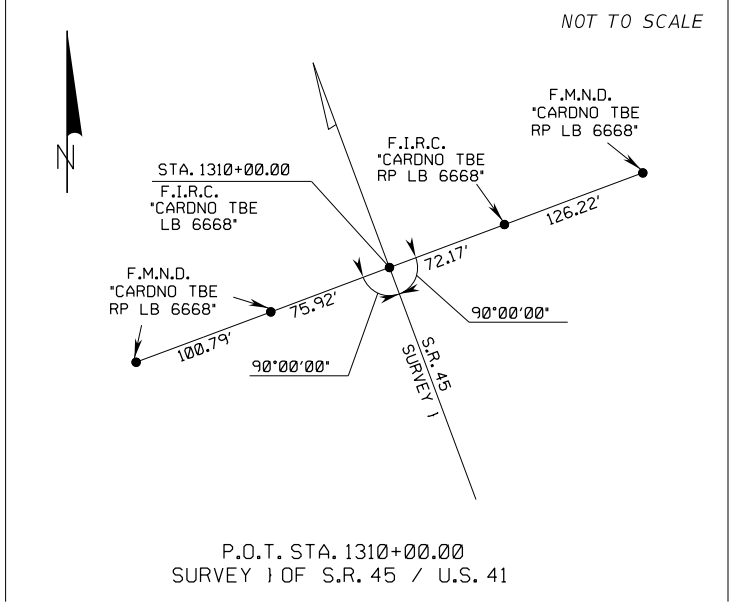 NOT TO SCALE
N
F.M.N.D.
"CARDNO TBE
RP LB 6668"
F.I.R.C.
"CARDNO TBE
RP LB 6668"
STA. 1310+00.00
F.I.R.C.
"CARDNO TBE
LB 6668"
126.22'
72.17'
F.M.N.D.
"CARDNO TBE
RP LB 6668"
75.92'
90°00'00"
100.79'
90°00'00"
S.R. 45
SURVEY }
P.O.T. STA. 1310+00.00
SURVEY } OF S.R. 45 / U.S. 41